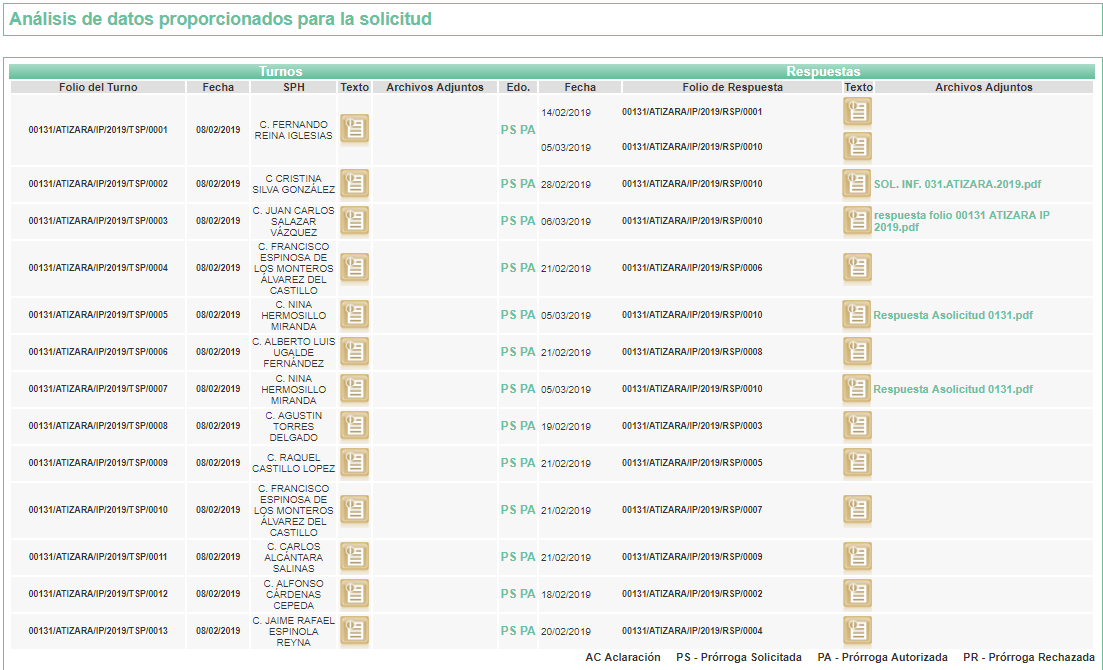 Análisis de datos proporcionados para la solicitud
Turnos Respuestas
Folio del Turno Fecha SPH Texto Archivos Adjuntos Edo. Fecha Folio de Respuesta Texto Archivos Adjuntos
00131/ATIZARA/IP/2019/TSP/0001 08/02/2019 C. FERNANDO
REINA IGLESIAS PS PA 14/02/2019 00131/ATIZARA/IP/2019/RSP/0001
05/03/2019 00131/ATIZARA/IP/2019/RSP/0010
00131/ATIZARA/IP/2019/TSP/0002 08/02/2019 C CRISTINA
SILVA GONZÁLEZ PS PA 28/02/2019 00131/ATIZARA/IP/2019/RSP/0010 SOL. INF. 031.ATIZARA.2019.pdf
00131/ATIZARA/IP/2019/TSP/0003 08/02/2019 C. JUAN CARLOS
SALAZAR
VÁZQUEZ PS PA 06/03/2019 00131/ATIZARA/IP/2019/RSP/0010 respuesta folio 00131 ATIZARA IP
2019.pdf
00131/ATIZARA/IP/2019/TSP/0004 08/02/2019 C. FRANCISCO
ESPINOSA DE
LOS MONTEROS
ÁLVAREZ DEL
CASTILLO PS PA 21/02/2019 00131/ATIZARA/IP/2019/RSP/0006
00131/ATIZARA/IP/2019/TSP/0005 08/02/2019 C. NINA
HERMOSILLO
MIRANDA PS PA 05/03/2019 00131/ATIZARA/IP/2019/RSP/0010 Respuesta Asolicitud 0131.pdf
00131/ATIZARA/IP/2019/TSP/0006 08/02/2019 C. ALBERTO LUIS
UGALDE
FERNÁNDEZ PS PA 21/02/2019 00131/ATIZARA/IP/2019/RSP/0008
00131/ATIZARA/IP/2019/TSP/0007 08/02/2019 C. NINA
HERMOSILLO
MIRANDA PS PA 05/03/2019 00131/ATIZARA/IP/2019/RSP/0010 Respuesta Asolicitud 0131.pdf
00131/ATIZARA/IP/2019/TSP/0008 08/02/2019 C. AGUSTIN
TORRES
DELGADO PS PA 19/02/2019 00131/ATIZARA/IP/2019/RSP/0003
00131/ATIZARA/IP/2019/TSP/0009 08/02/2019 C. RAQUEL
CASTILLO LOPEZ PS PA 21/02/2019 00131/ATIZARA/IP/2019/RSP/0005
00131/ATIZARA/IP/2019/TSP/0010 08/02/2019 C. FRANCISCO
ESPINOSA DE
LOS MONTEROS
ÁLVAREZ DEL
CASTILLO PS PA 21/02/2019 00131/ATIZARA/IP/2019/RSP/0007
00131/ATIZARA/IP/2019/TSP/0011 08/02/2019 C. CARLOS
ALCÁNTARA
SALINAS PS PA 21/02/2019 00131/ATIZARA/IP/2019/RSP/0009
00131/ATIZARA/IP/2019/TSP/0012 08/02/2019 C. ALFONSO
CÁRDENAS
CEPEDA PS PA 18/02/2019 00131/ATIZARA/IP/2019/RSP/0002
00131/ATIZARA/IP/2019/TSP/0013 08/02/2019 C. JAIME RAFAEL
ESPINOLA
REYNA PS PA 20/02/2019 00131/ATIZARA/IP/2019/RSP/0004
AC Aclaración PS - Prórroga Solicitada PA - Prórroga Autorizada PR - Prórroga Rechazada